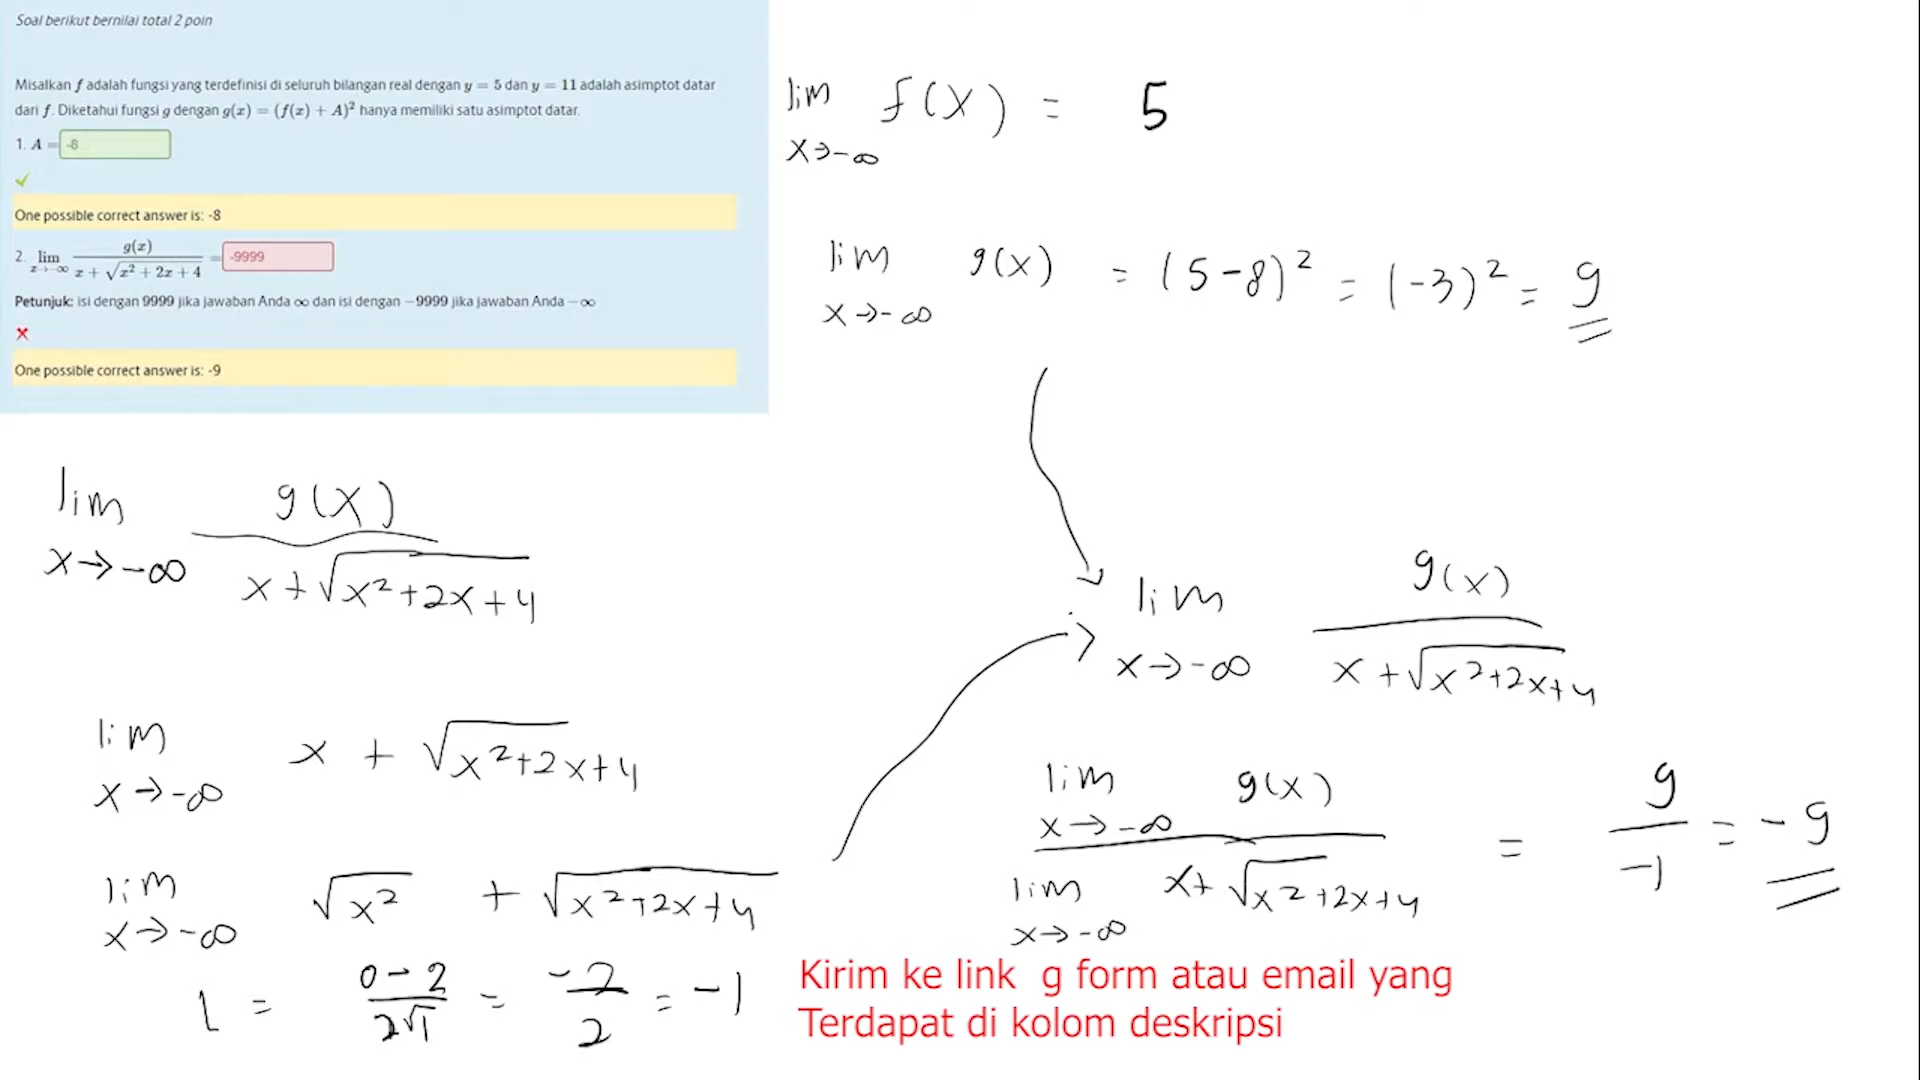 Soal berikut bernilai total 2 poin
Misalkan f adalah fungsi yang terdefinisi di seluruh bilangan real dengan y = 5 dan y = 11 adalah asimptot datar
dari f. Diketahui fungsi g dengan g(x) = (f(x) + A)² hanya memiliki satu asimptot datar.
1. A = -8
✓
One possible correct answer is: -8
2. lim x→-∞ g(x) / (x + √(x² + 2x + 4)) = -9999
Petunjuk: isi dengan 9999 jika jawaban Anda ∞ dan isi dengan −9999 jika jawaban Anda −∞
✗
One possible correct answer is: -9
lim x→-∞ f(x) = 5
lim x→-∞ g(x) = (5-8)² = (-3)² = 9
lim x→-∞ g(x) / (x + √(x²+2x+4))
lim x→-∞ x + √(x²+2x+4)
lim x→-∞ √x² + √(x²+2x+4)
L = (0-2)/(2√1) = -2/2 = -1
lim x→-∞ g(x) / (x + √(x²+2x+4))
lim x→-∞ g(x) / lim x→-∞ x + √(x²+2x+4) = 9/-1 = -9
Kirim ke link g form atau email yang
Terdapat di kolom deskripsi